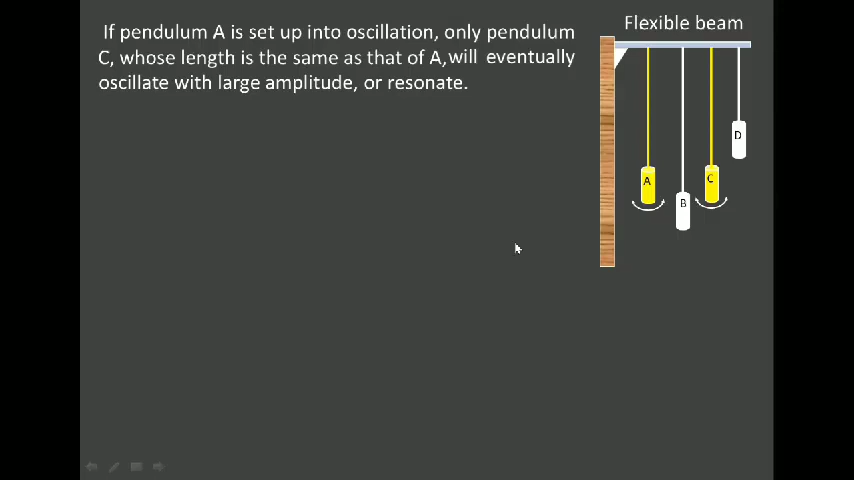 Flexible beam
If pendulum A is set up into oscillation, only pendulum
C, whose length is the same as that of A, will eventually
oscillate with large amplitude, or resonate.
D
A
C
B